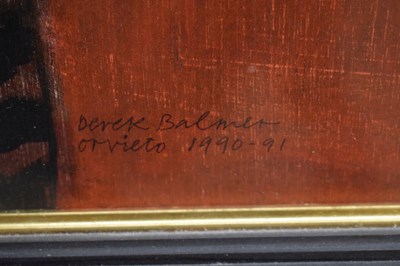 Derek Balmer
orvieto 1990-91